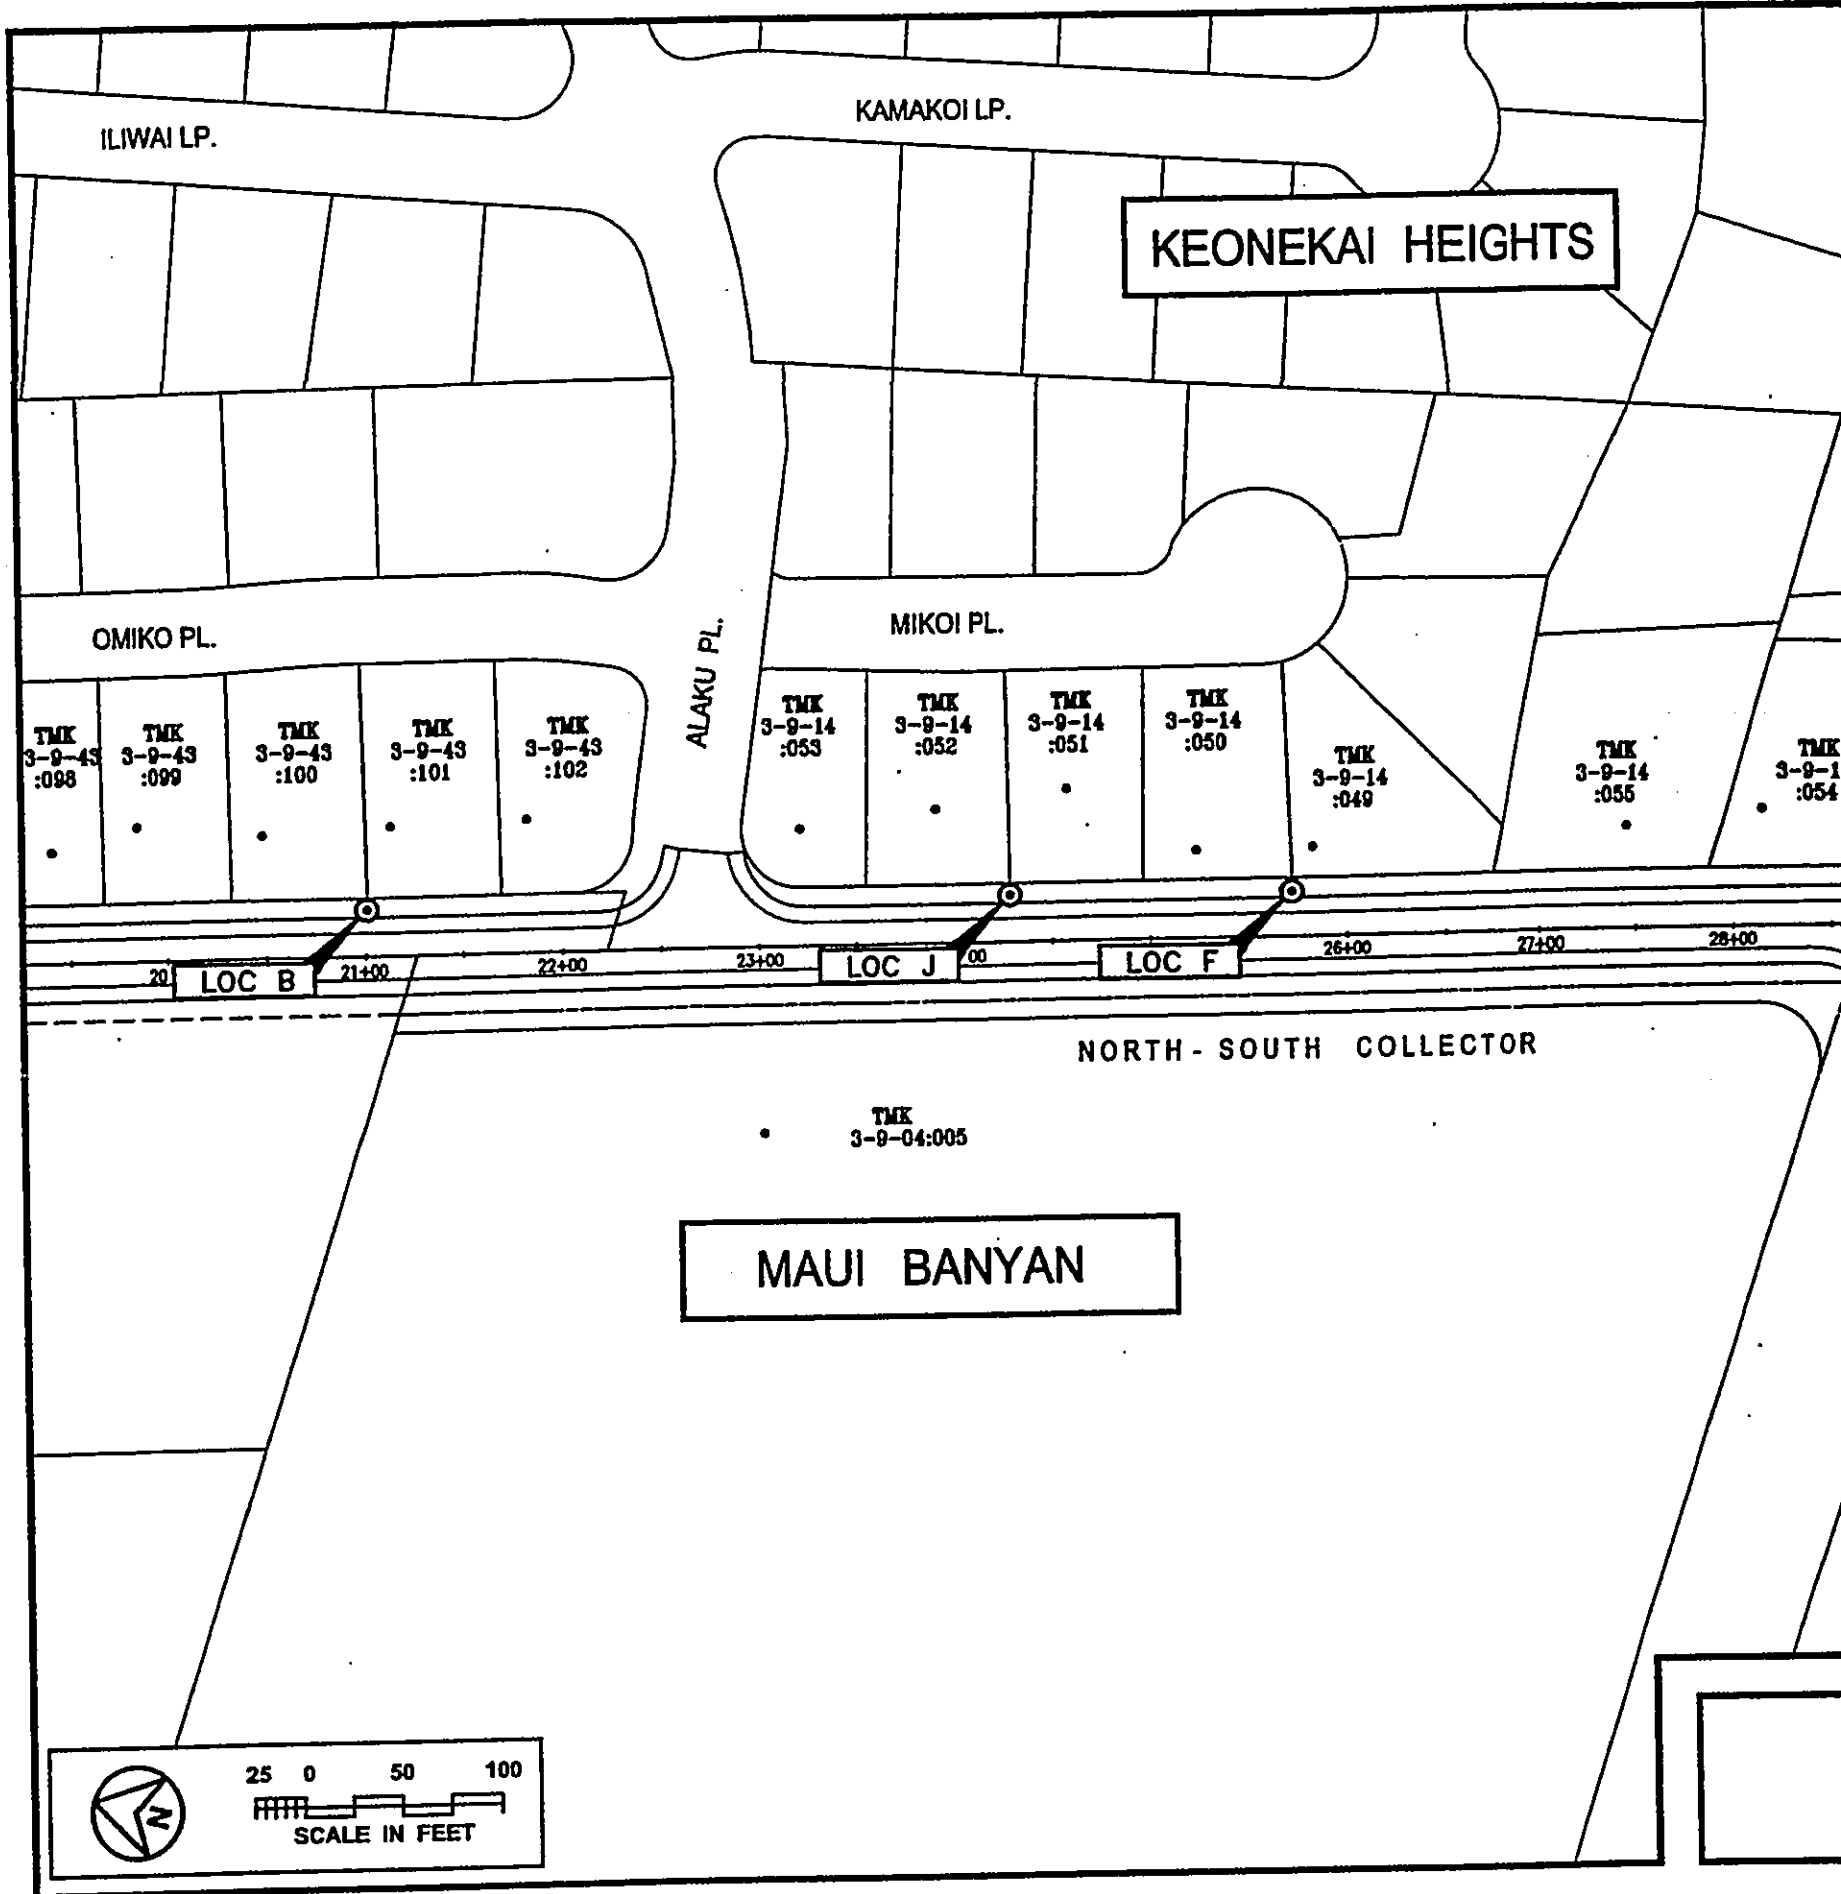 KAMAKOI LP.
ILIWAI LP.
KEONEKAI HEIGHTS
OMIKO PL.
ALAKU PL.
MIKOI PL.
TMK
3-9-43
:098
TMK
3-9-43
:099
TMK
3-9-43
:100
TMK
3-9-43
:101
TMK
3-9-43
:102
TMK
3-9-14
:053
TMK
3-9-14
:052
TMK
3-9-14
:051
TMK
3-9-14
:050
TMK
3-9-14
:049
TMK
3-9-14
:055
TMK
3-9-1
:054
20
LOC B
21+00
22+00
23+00
LOC J
00
LOC F
26+00
27+00
28+00
NORTH - SOUTH COLLECTOR
TMK
3-9-04:005
MAUI BANYAN
N
25 0 50 100
SCALE IN FEET